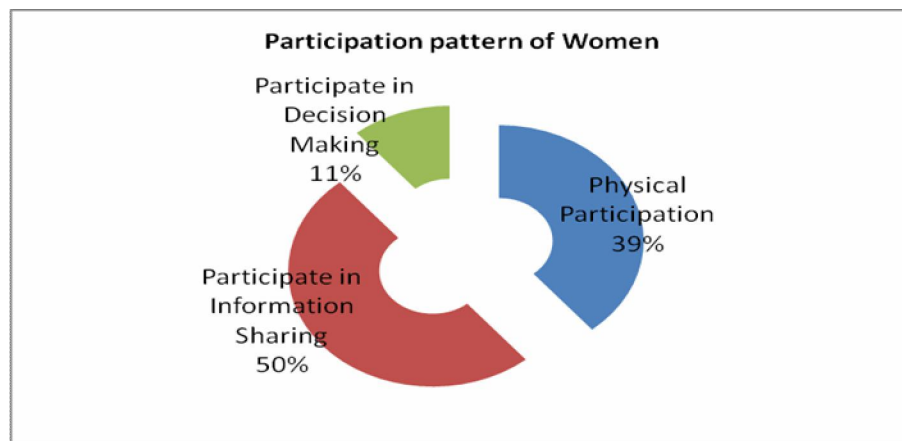 Participation pattern of Women
Participate in
Decision
Making
11%
Physical
Participation
39%
Participate in
Information
Sharing
50%